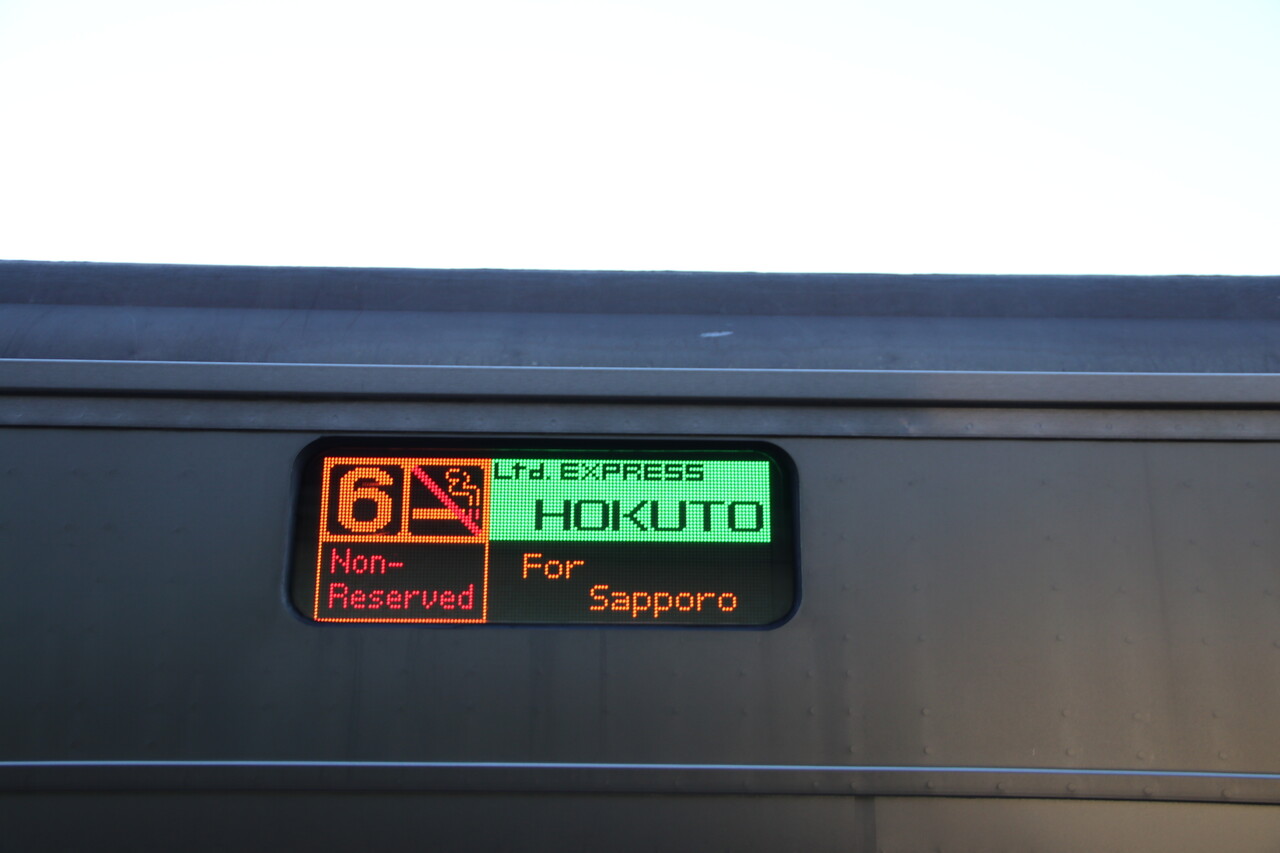 6
Ltd. EXPRESS
HOKUTO
Non-
Reserved
For
Sapporo